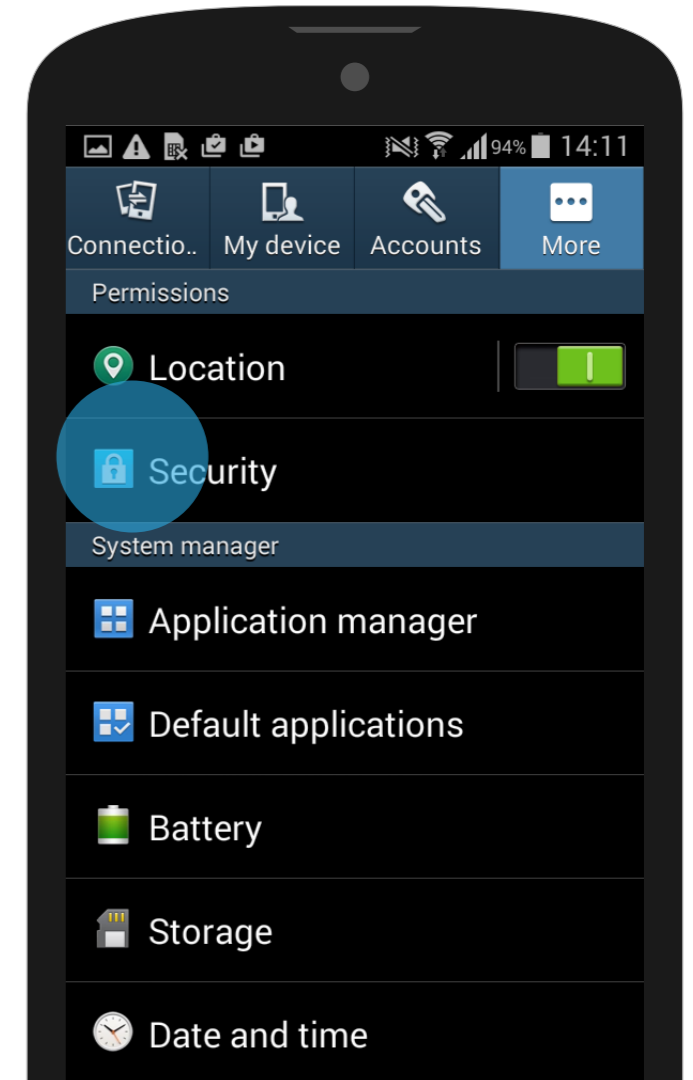 94% 14:11
Connectio.. My device Accounts More
Permissions
Location
Security
System manager
Application manager
Default applications
Battery
Storage
Date and time